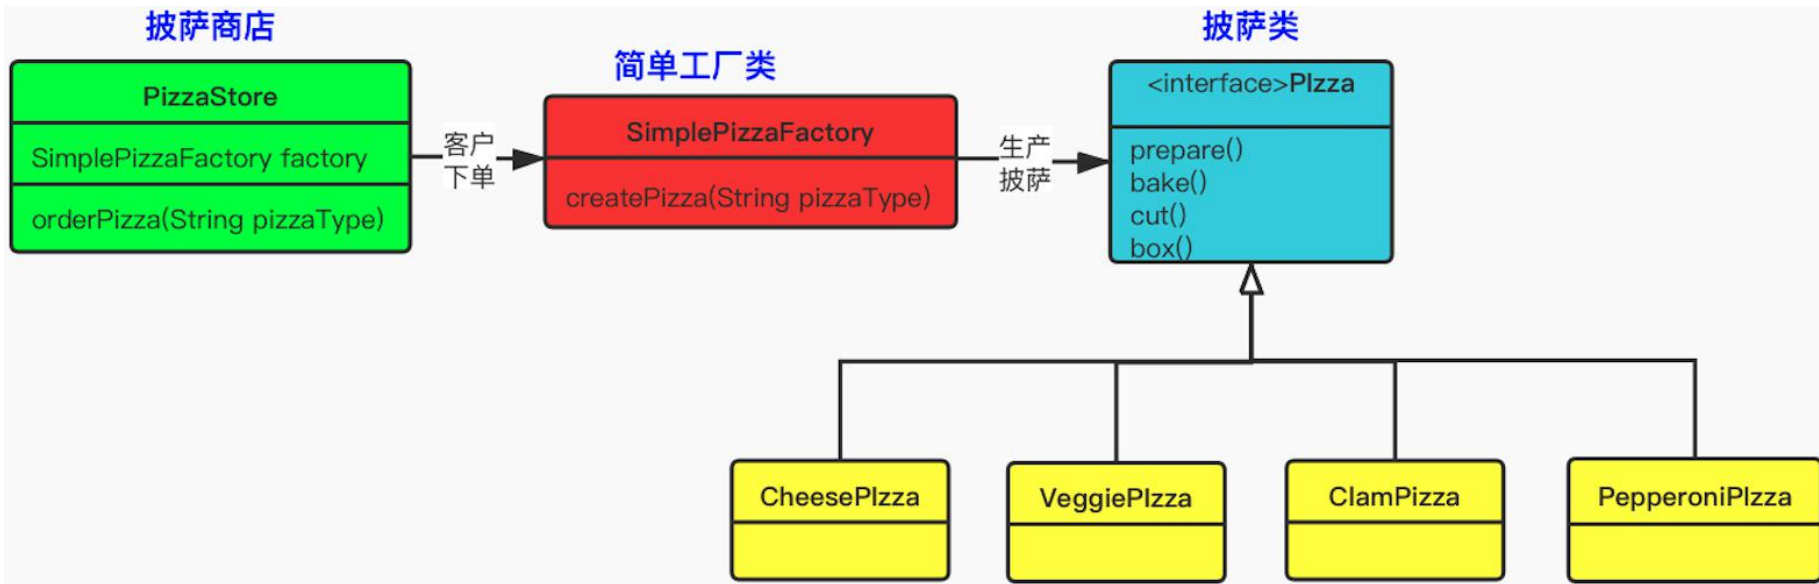 披萨商店
PizzaStore
SimplePizzaFactory factory
orderPizza(String pizzaType)
客户
下单
简单工厂类
SimplePizzaFactory
createPizza(String pizzaType)
生产
披萨
披萨类
<interface>PIzza
prepare()
bake()
cut()
box()
CheesePIzza
VeggiePIzza
ClamPizza
PepperoniPIzza